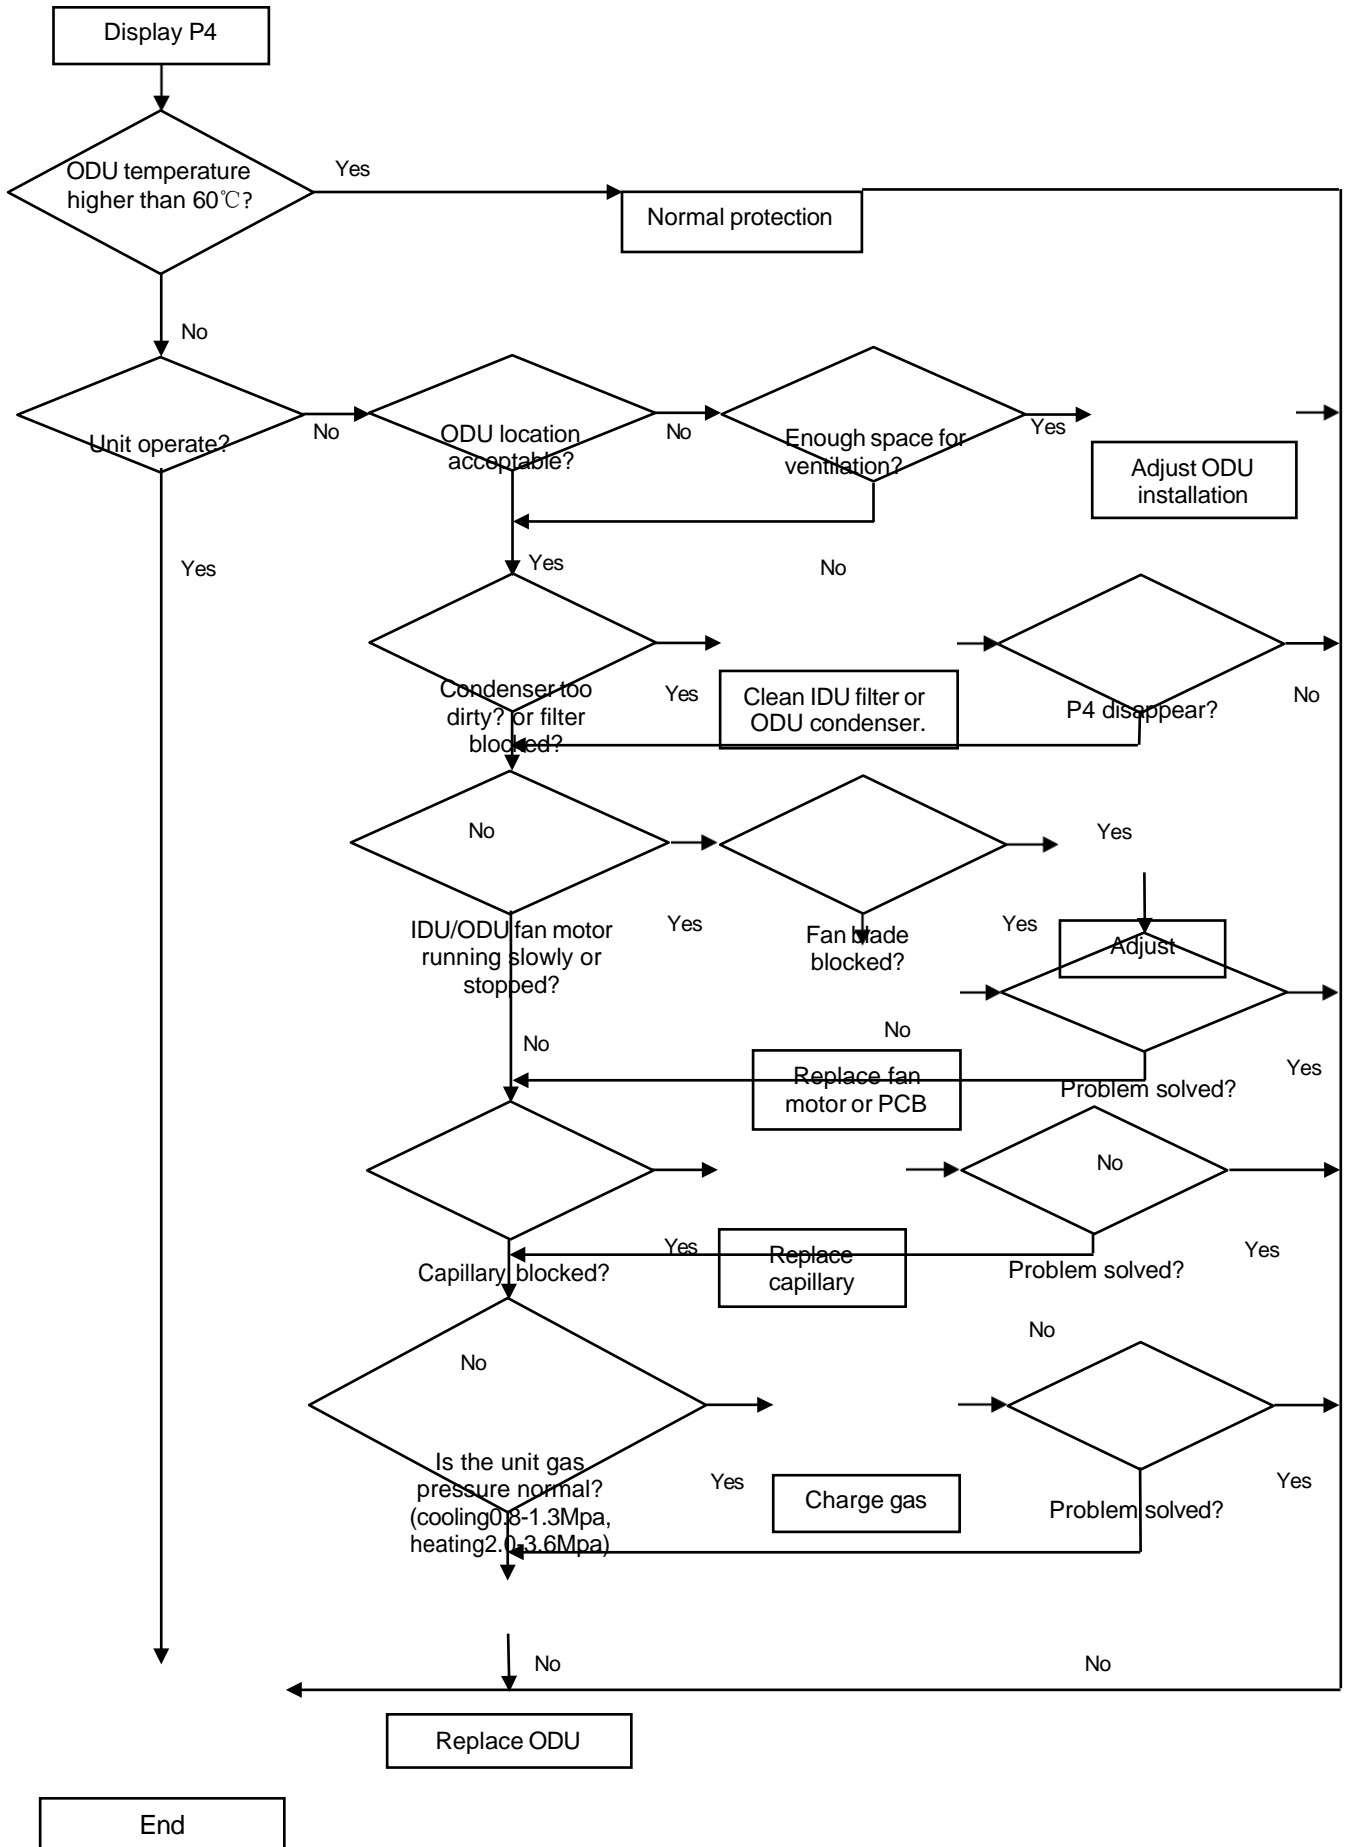 Display P4
ODU temperature
higher than 60℃?
Yes
Normal protection
No
Unit operate?
No
ODU location
acceptable?
No
Enough space for
ventilation?
Yes
Adjust ODU
installation
Yes
Yes
No
Condenser too
dirty? or filter
blocked?
Yes
Clean IDU filter or
ODU condenser.
P4 disappear?
No
No
Yes
IDU/ODU fan motor
running slowly or
stopped?
Yes
Fan blade
blocked?
Yes
Adjust
No
No
Replace fan
motor or PCB
Problem solved?
Yes
No
Capillary blocked?
Yes
Replace
capillary
Problem solved?
Yes
No
No
Is the unit gas
pressure normal?
(cooling0.8-1.3Mpa,
heating2.0-3.6Mpa)
Yes
Charge gas
Problem solved?
Yes
No
No
Replace ODU
End